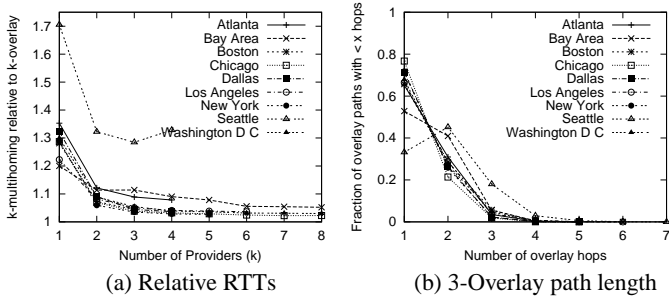 k-multihoming relative to k-overlay
1.7
1.6
1.5
1.4
1.3
1.2
1.1
1
1 2 3 4 5 6 7 8
Number of Providers (k)
Atlanta
Bay Area
Boston
Chicago
Dallas
Los Angeles
New York
Seattle
Washington D C
(a) Relative RTTs
Fraction of overlay paths with < x hops
1
0.8
0.6
0.4
0.2
0
1 2 3 4 5 6 7
Number of overlay hops
Atlanta
Bay Area
Boston
Chicago
Dallas
Los Angeles
New York
Seattle
Washington D C
(b) 3-Overlay path length